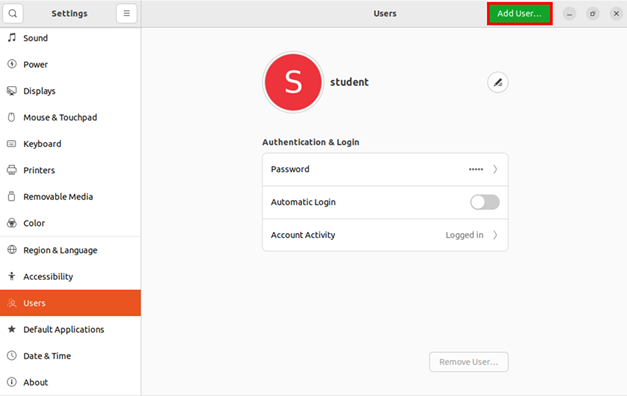 Settings
Users
Add User...
Sound
Power
Displays
Mouse & Touchpad
Keyboard
Printers
Removable Media
Color
Region & Language
Accessibility
Users
Default Applications
Date & Time
About
S
student
Authentication & Login
Password •••••
Automatic Login
Account Activity Logged in
Remove User...